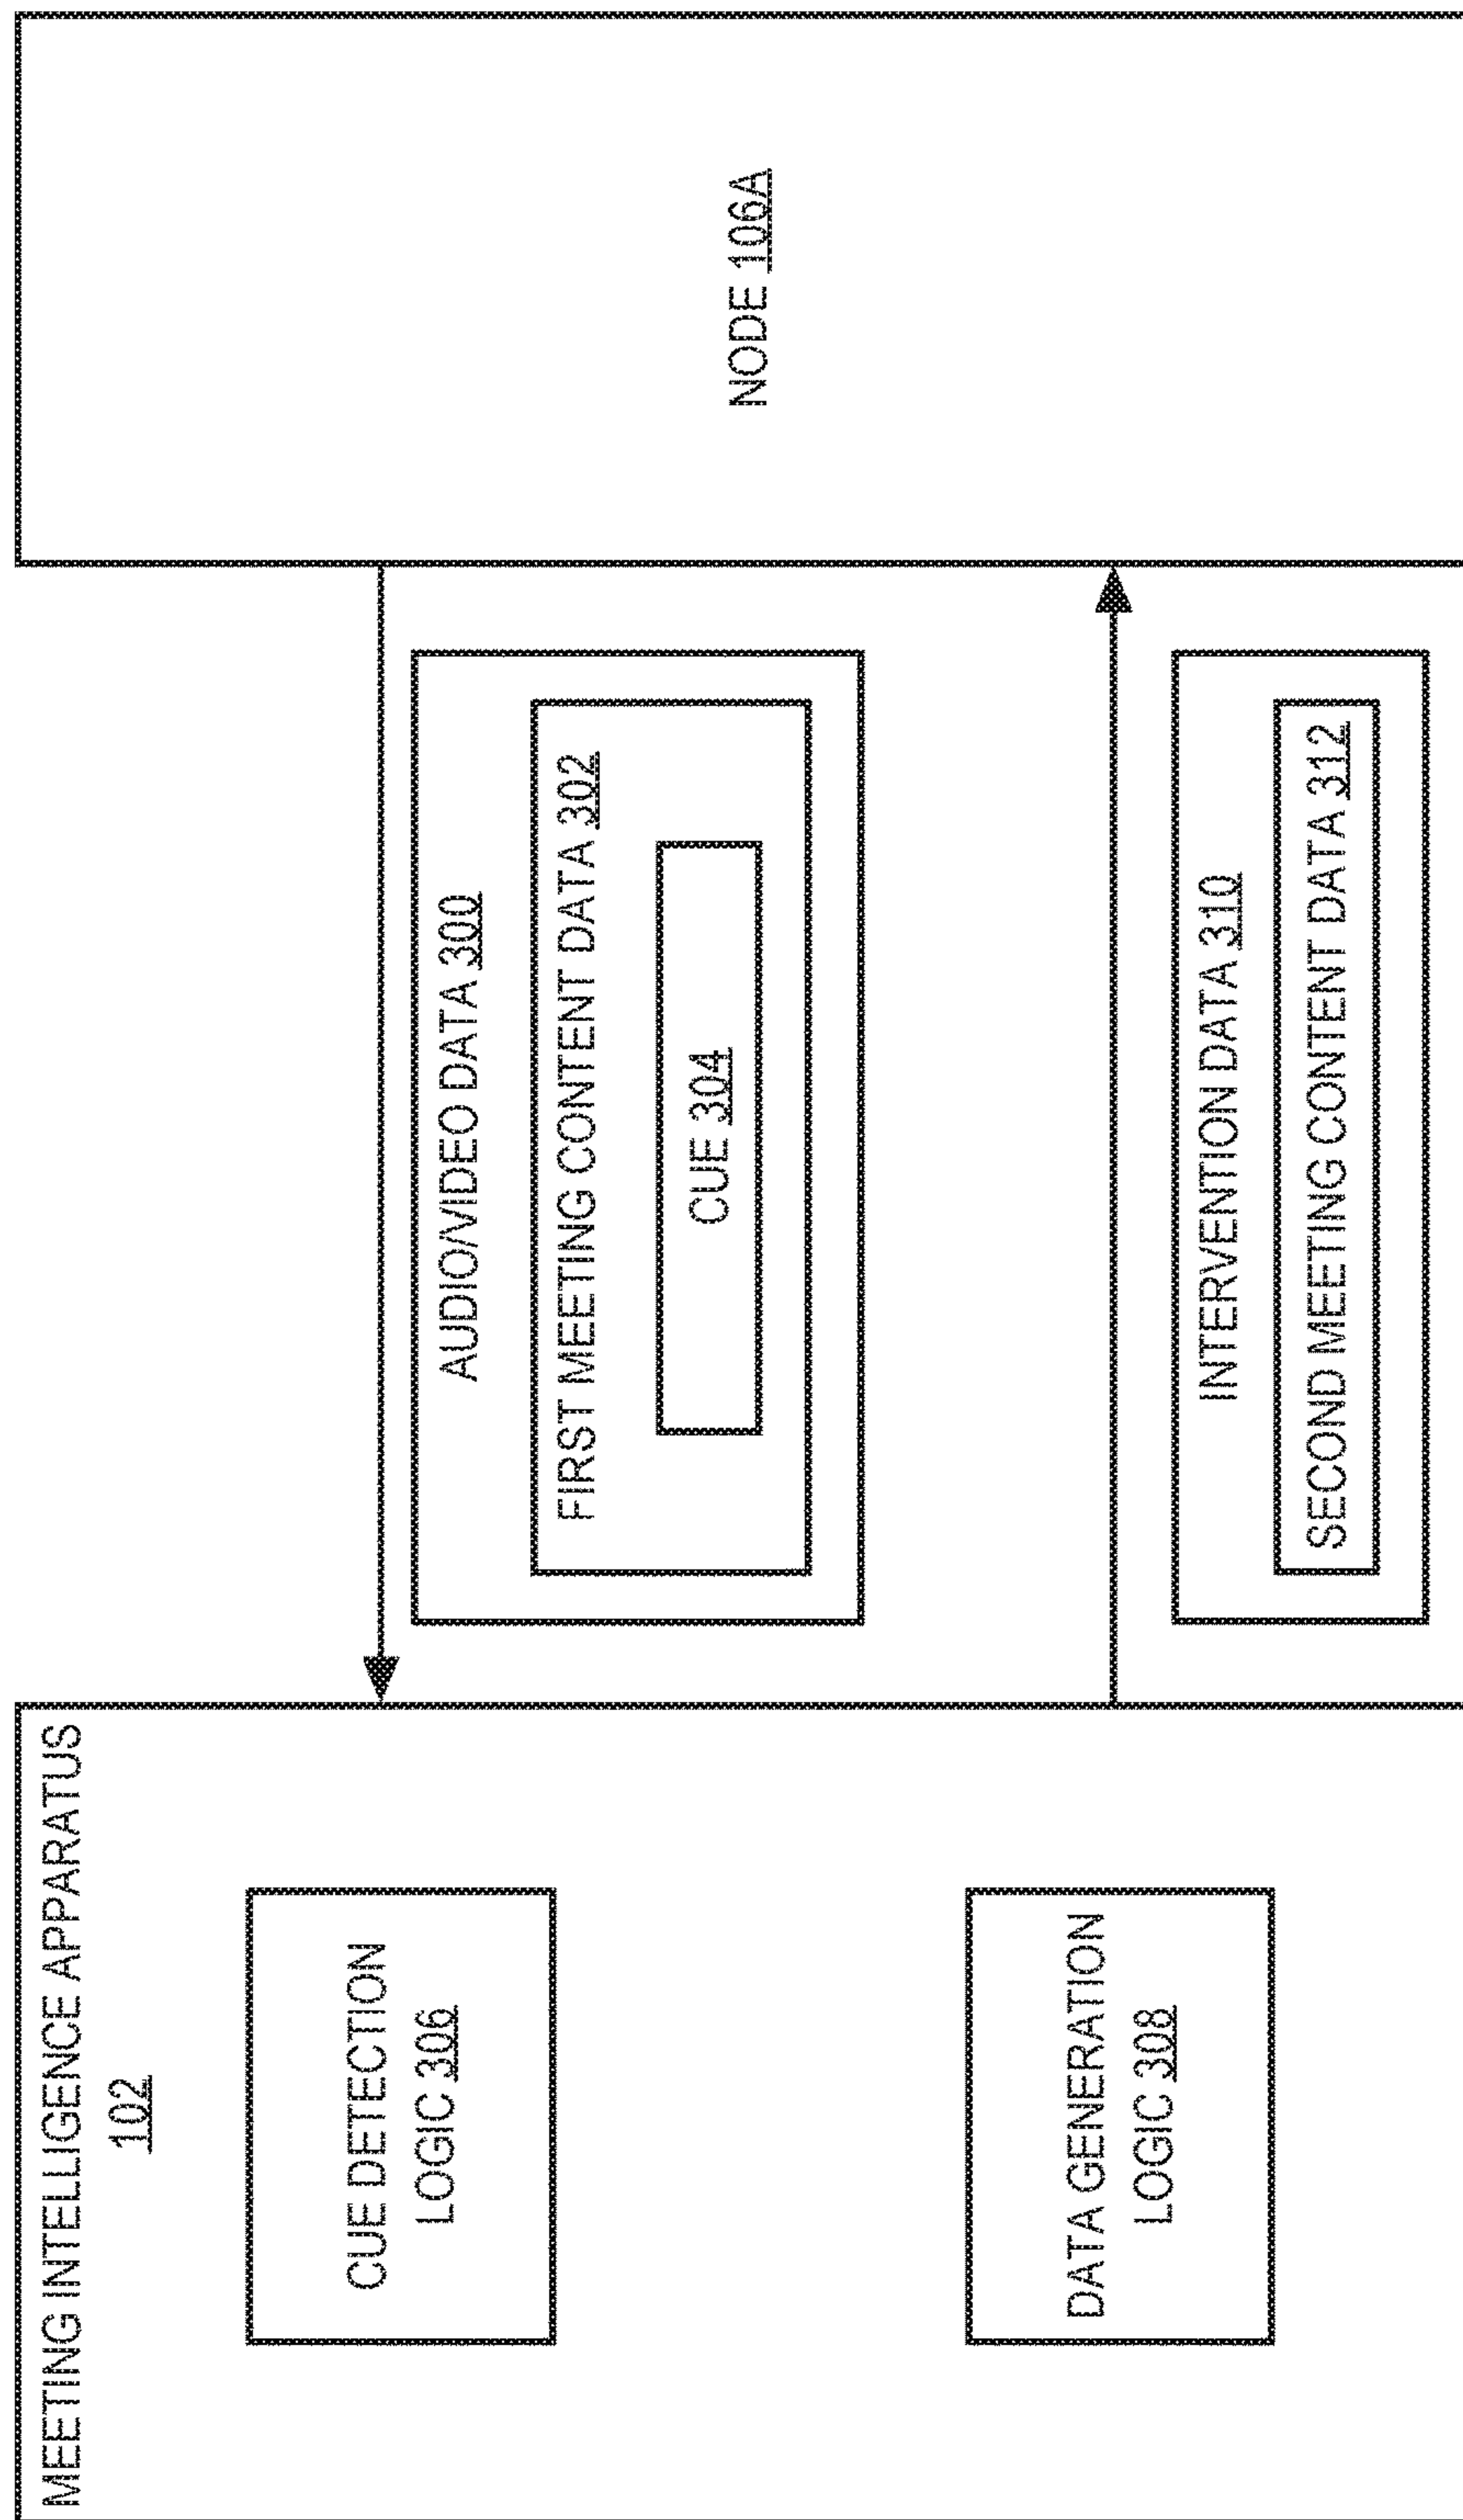 MEETING INTELLIGENCE APPARATUS
102
CUE DETECTION
LOGIC 306
DATA GENERATION
LOGIC 308
AUDIO/VIDEO DATA 300
FIRST MEETING CONTENT DATA 302
CUE 304
INTERVENTION DATA 310
SECOND MEETING CONTENT DATA 312
NODE 106A